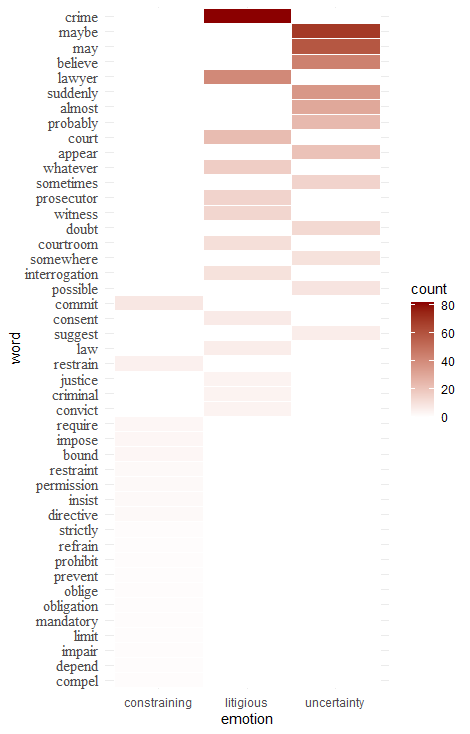 crime
maybe
may
believe
lawyer
suddenly
almost
probably
court
appear
whatever
sometimes
prosecutor
witness
doubt
courtroom
somewhere
interrogation
possible
commit
consent
suggest
law
restrain
justice
criminal
convict
require
impose
bound
restraint
permission
insist
directive
strictly
refrain
prohibit
prevent
oblige
obligation
mandatory
limit
impair
depend
compel
word
constraining litigious uncertainty
emotion
count
80
60
40
20
0